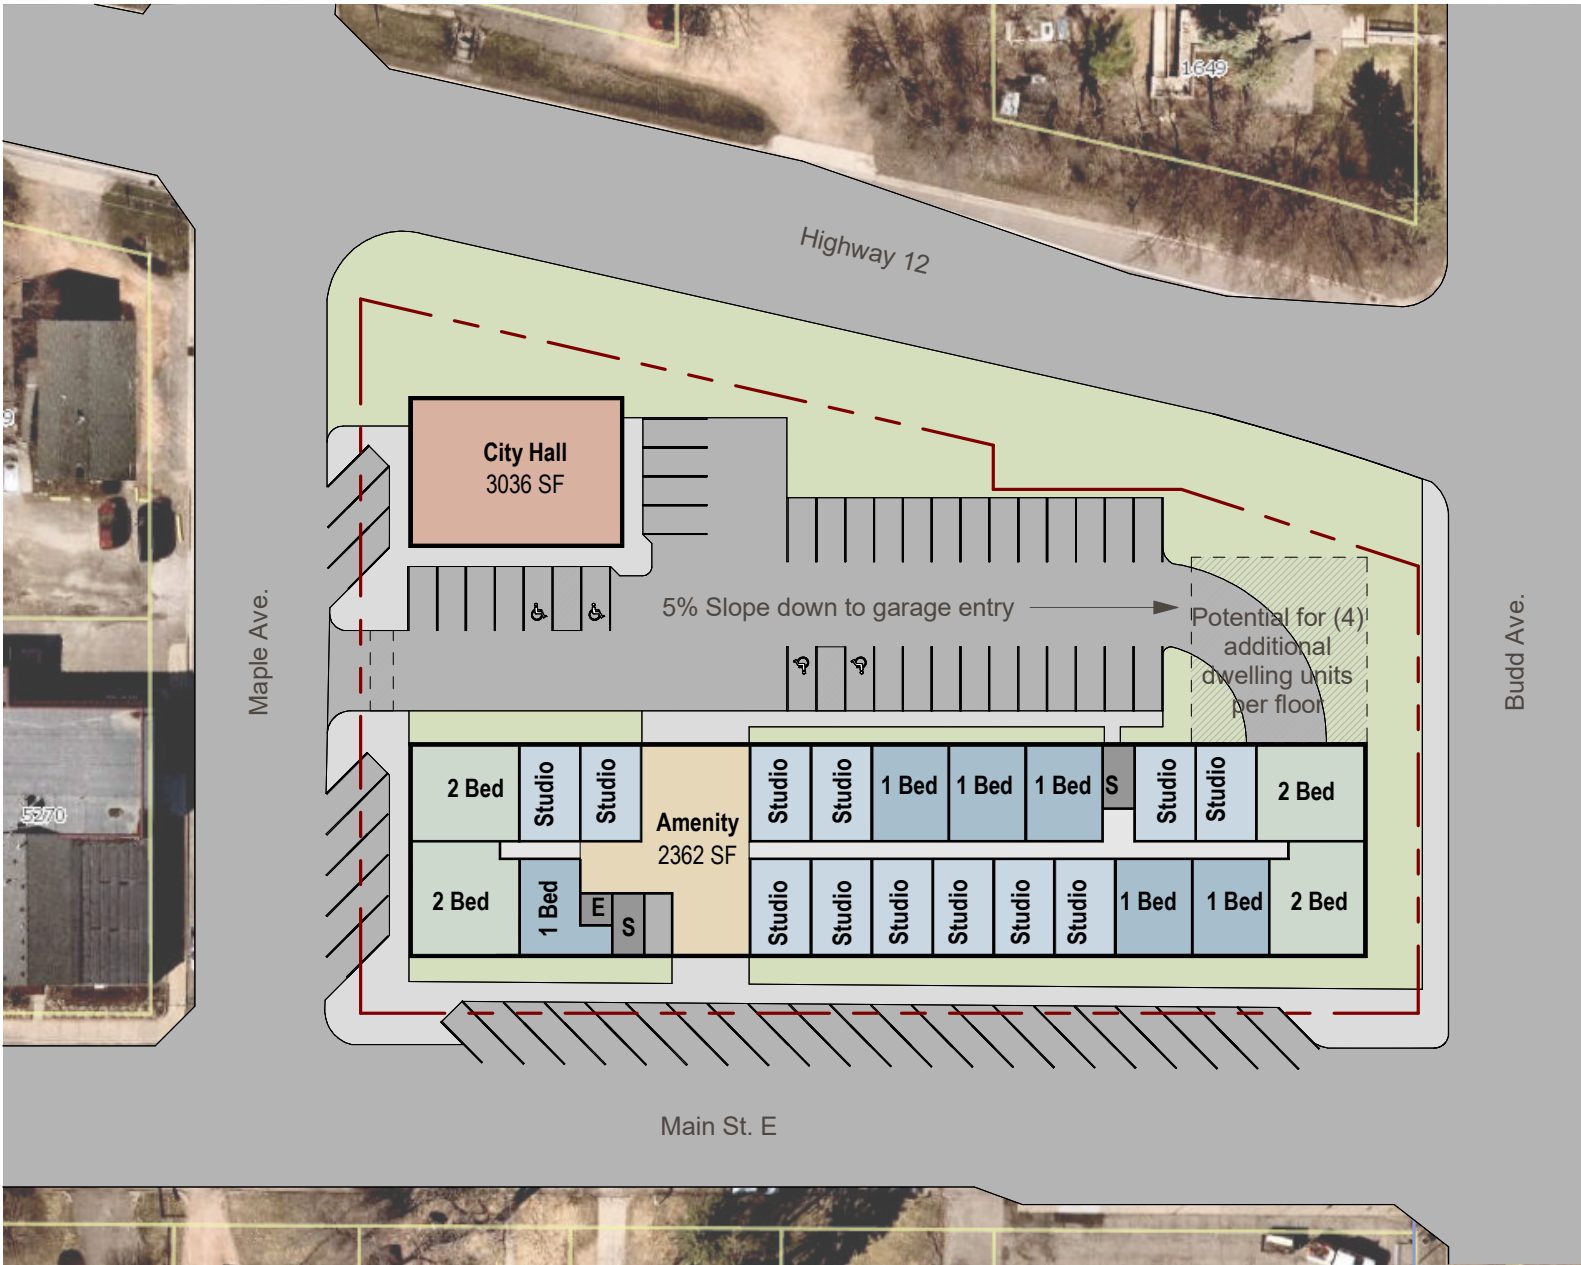 1649
Highway 12
9
City Hall
3036 SF
Maple Ave.
5% Slope down to garage entry
Potential for (4)
additional
dwelling units
per floor
Budd Ave.
5270
2 Bed
Studio
Studio
Amenity
2362 SF
Studio
Studio
1 Bed
1 Bed
1 Bed
S
Studio
Studio
2 Bed
2 Bed
1 Bed
E
S
Studio
Studio
Studio
Studio
Studio
Studio
1 Bed
1 Bed
2 Bed
Main St. E